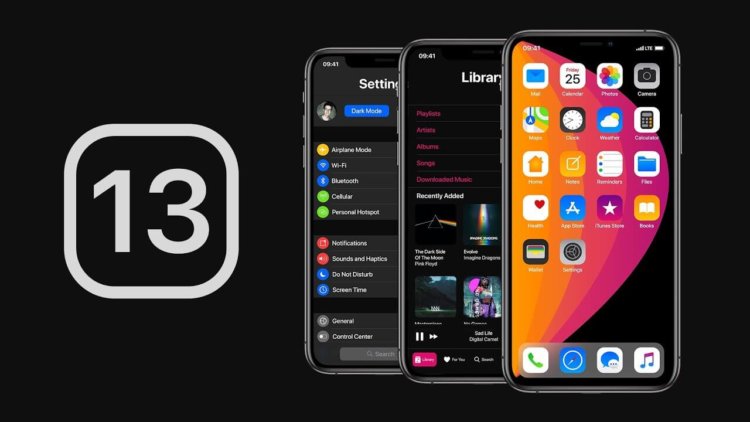 13
09:41
Setting
Dark Mode
Airplane Mode
Wi-Fi
Bluetooth
Cellular
Personal Hotspot
Notifications
Sounds and Haptics
Do Not Disturb
Screen Time
General
Control Center
Search
09:41
Library
Playlists
Artists
Albums
Songs
Downloaded Music
Recently Added
The Dark Side
Of The Moon
Pink Floyd
IMAGINE DRAGONS
Evolve
Imagine Dragons
Sad Life
Digital Camel
Library
For You
Search
09:41
LTE
Friday
25
Mail
Calendar
Photos
Camera
Maps
Clock
Weather
Calculator
Home
Notes
Reminders
Files
Health
App Store
iTunes Store
Books
Wallet
Settings